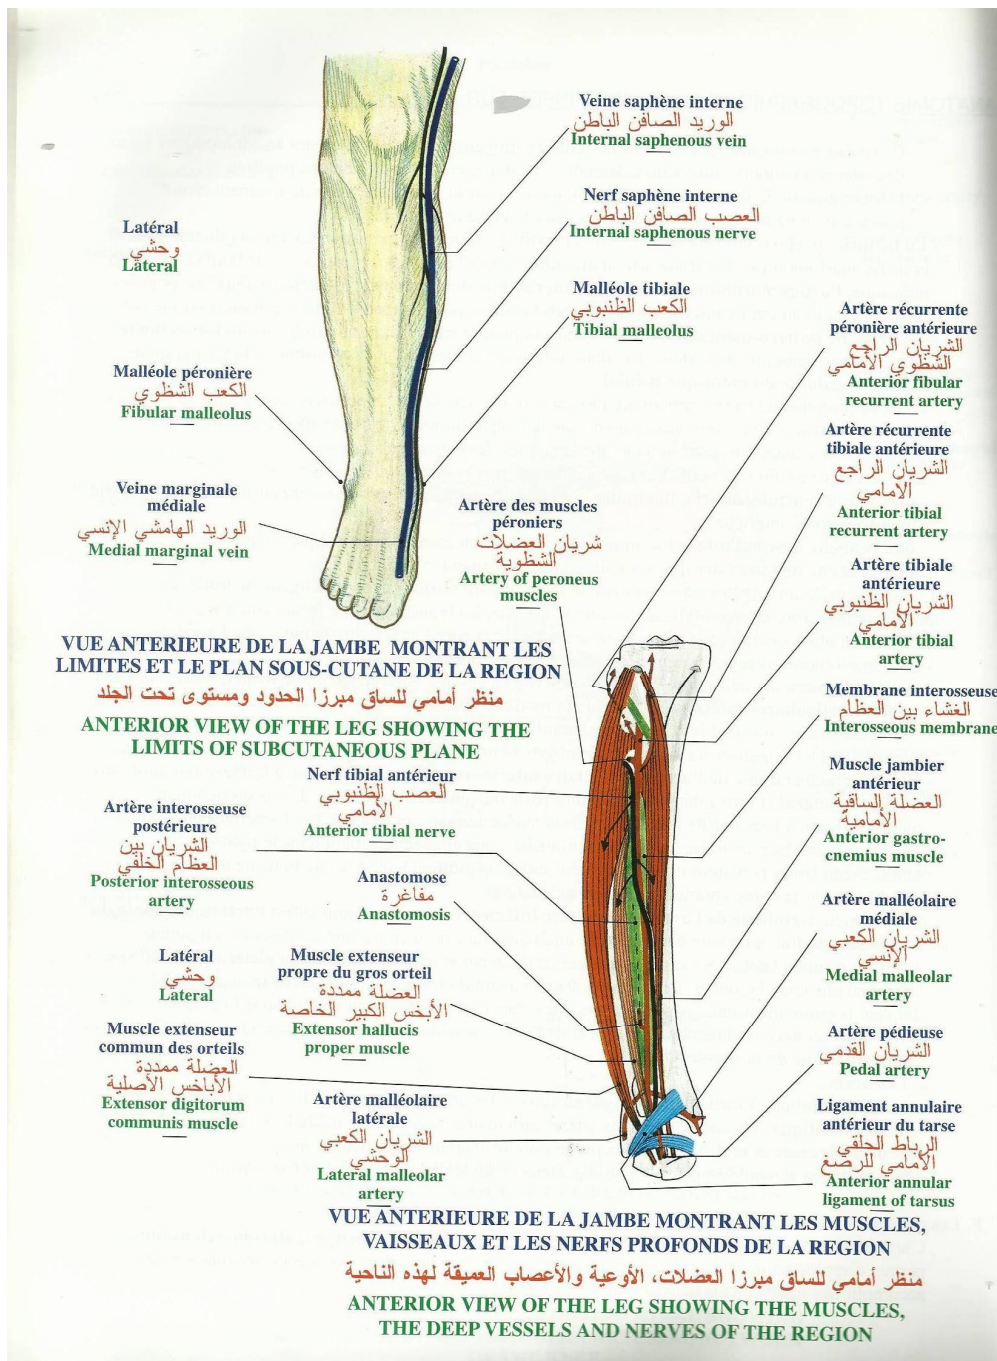 Veine saphène interne
الوريد الصافن الباطن
Internal saphenous vein
Nerf saphène interne
العصب الصافن الباطن
Internal saphenous nerve
Latéral
وحشي
Lateral
Malléole tibiale
الكعب الظنبوبي
Tibial malleolus
Artère récurrente
péronière antérieure
الشريان الراجع
الشظوي الأمامي
Anterior fibular
recurrent artery
Malléole péronière
الكعب الشظوي
Fibular malleolus
Artère récurrente
tibiale antérieure
الشريان الراجع
الامامي
Anterior tibial
recurrent artery
Veine marginale
médiale
الوريد الهامشي الإنسي
Medial marginal vein
Artère des muscles
péroniers
شريان العضلات
الشظوية
Artery of peroneus
muscles
Artère tibiale
antérieure
الشريان الظنبوبي
الأمامي
Anterior tibial
artery
VUE ANTERIEURE DE LA JAMBE MONTRANT LES
LIMITES ET LE PLAN SOUS-CUTANE DE LA REGION
منظر أمامي للساق مبرزا الحدود ومستوى تحت الجلد
ANTERIOR VIEW OF THE LEG SHOWING THE
LIMITS OF SUBCUTANEOUS PLANE
Membrane interosseuse
الغشاء بين العظام
Interosseous membrane
Nerf tibial antérieur
العصب الظنبوبي
الأمامي
Anterior tibial nerve
Muscle jambier
antérieur
العضلة الساقية
الأمامية
Anterior gastro-
cnemius muscle
Artère interosseuse
postérieure
الشريان بين
العظام الخلفي
Posterior interosseous
artery
Anastomose
مفاغرة
Anastomosis
Artère malléolaire
médiale
الشريان الكعبي
الإنسي
Medial malleolar
artery
Latéral
وحشي
Lateral
Muscle extenseur
propre du gros orteil
العضلة ممددة
الأبخس الكبير الخاصة
Extensor hallucis
proper muscle
Muscle extenseur
commun des orteils
العضلة ممددة
الأباخس الأصلية
Extensor digitorum
communis muscle
Artère pédieuse
الشريان القدمي
Pedal artery
Artère malléolaire
latérale
الشريان الكعبي
الوحشي
Lateral malleolar
artery
Ligament annulaire
antérieur du tarse
الرباط الحلقي
الأمامي للرصغ
Anterior annular
ligament of tarsus
VUE ANTERIEURE DE LA JAMBE MONTRANT LES MUSCLES,
VAISSEAUX ET LES NERFS PROFONDS DE LA REGION
منظر أمامي للساق مبرزا العضلات، الأوعية والأعصاب العميقة لهذه الناحية
ANTERIOR VIEW OF THE LEG SHOWING THE MUSCLES,
THE DEEP VESSELS AND NERVES OF THE REGION